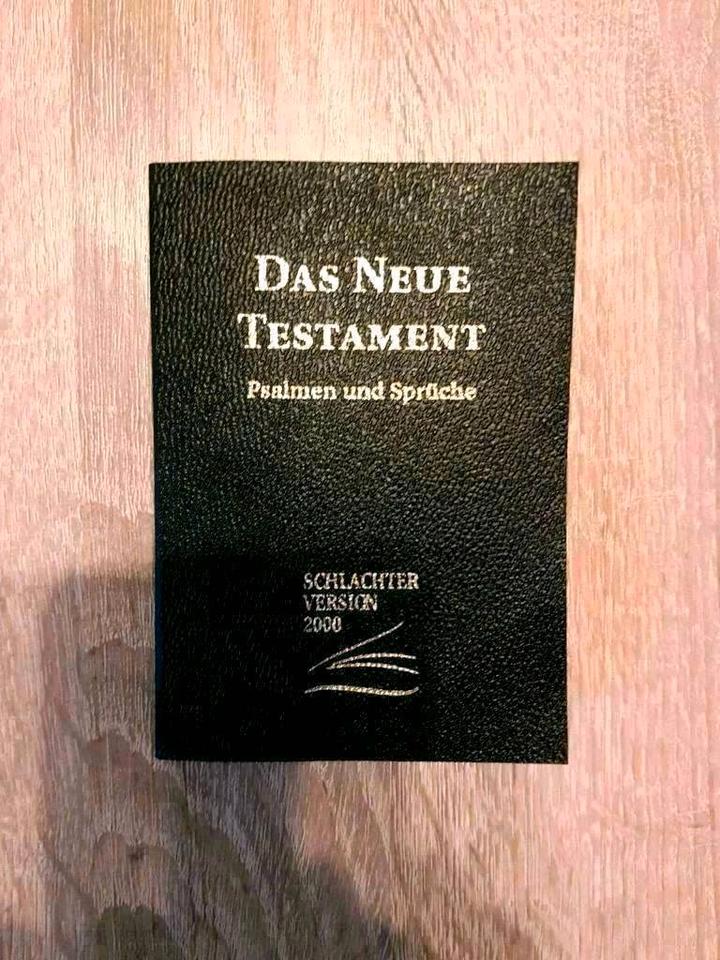 DAS NEUE
TESTAMENT
Psalmen und Sprüche
SCHLACHTER
VERSION
2000